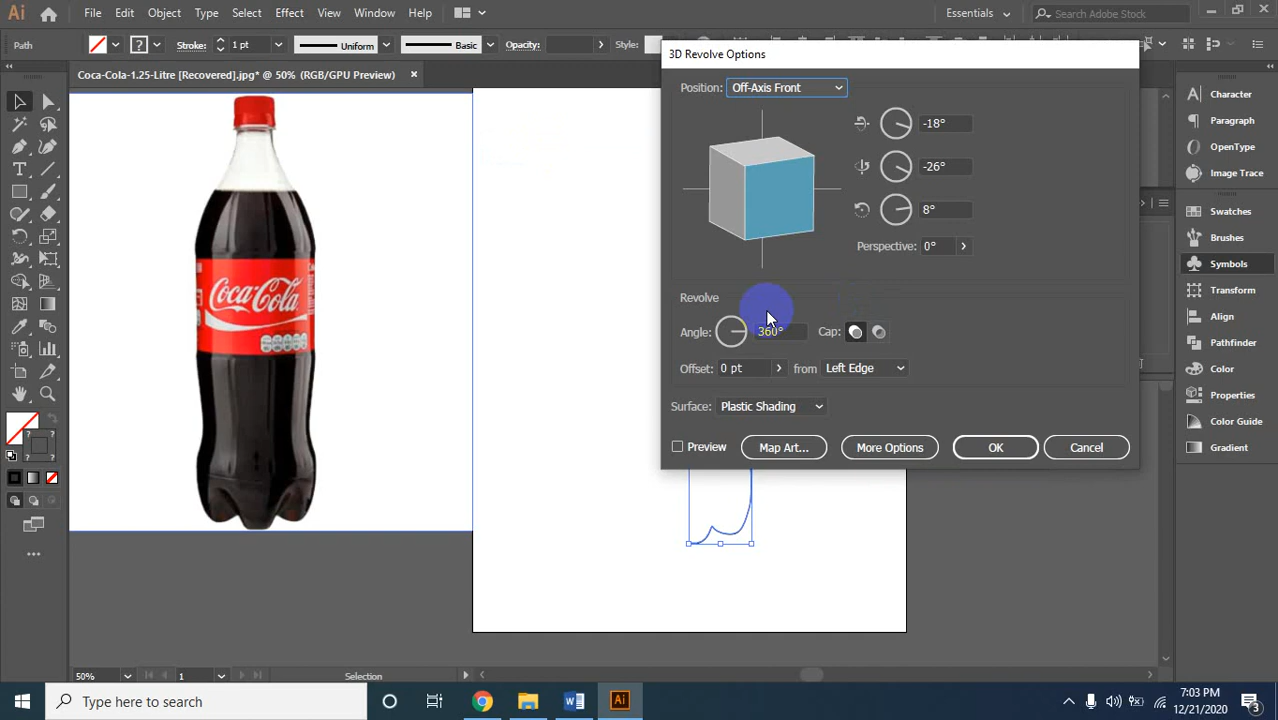 Ai File Edit Object Type Select Effect View Window Help Essentials Search Adobe Stock
Path ? Stroke: 1 pt Uniform Basic Opacity: Style:
3D Revolve Options
Coca-Cola-1.25-Litre [Recovered].jpg* @ 50% (RGB/GPU Preview)
Position: Off-Axis Front
-18°
-26°
8°
Perspective: 0°
Revolve
Angle: 360° Cap:
Offset: 0 pt from Left Edge
Surface: Plastic Shading
Preview Map Art... More Options OK Cancel
Coca-Cola
Character
Paragraph
OpenType
Image Trace
Swatches
Brushes
Symbols
Transform
Align
Pathfinder
Color
Properties
Color Guide
Gradient
50% 1 Selection
Type here to search
7:03 PM
12/21/2020
3